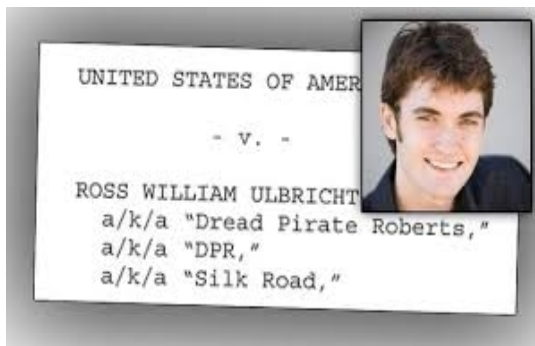 UNITED STATES OF AMER
- v. -
ROSS WILLIAM ULBRICHT
a/k/a "Dread Pirate Roberts,"
a/k/a "DPR,"
a/k/a "Silk Road,"